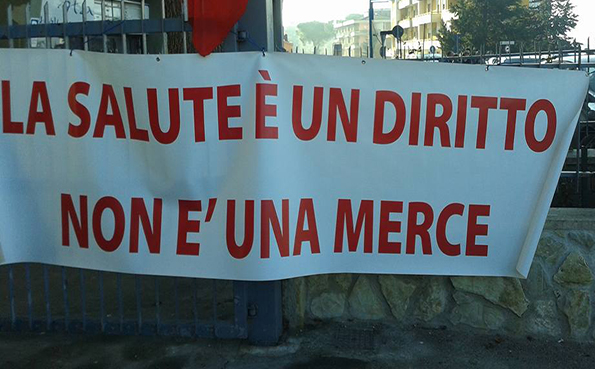 LA SALUTE È UN DIRITTO
NON E' UNA MERCE